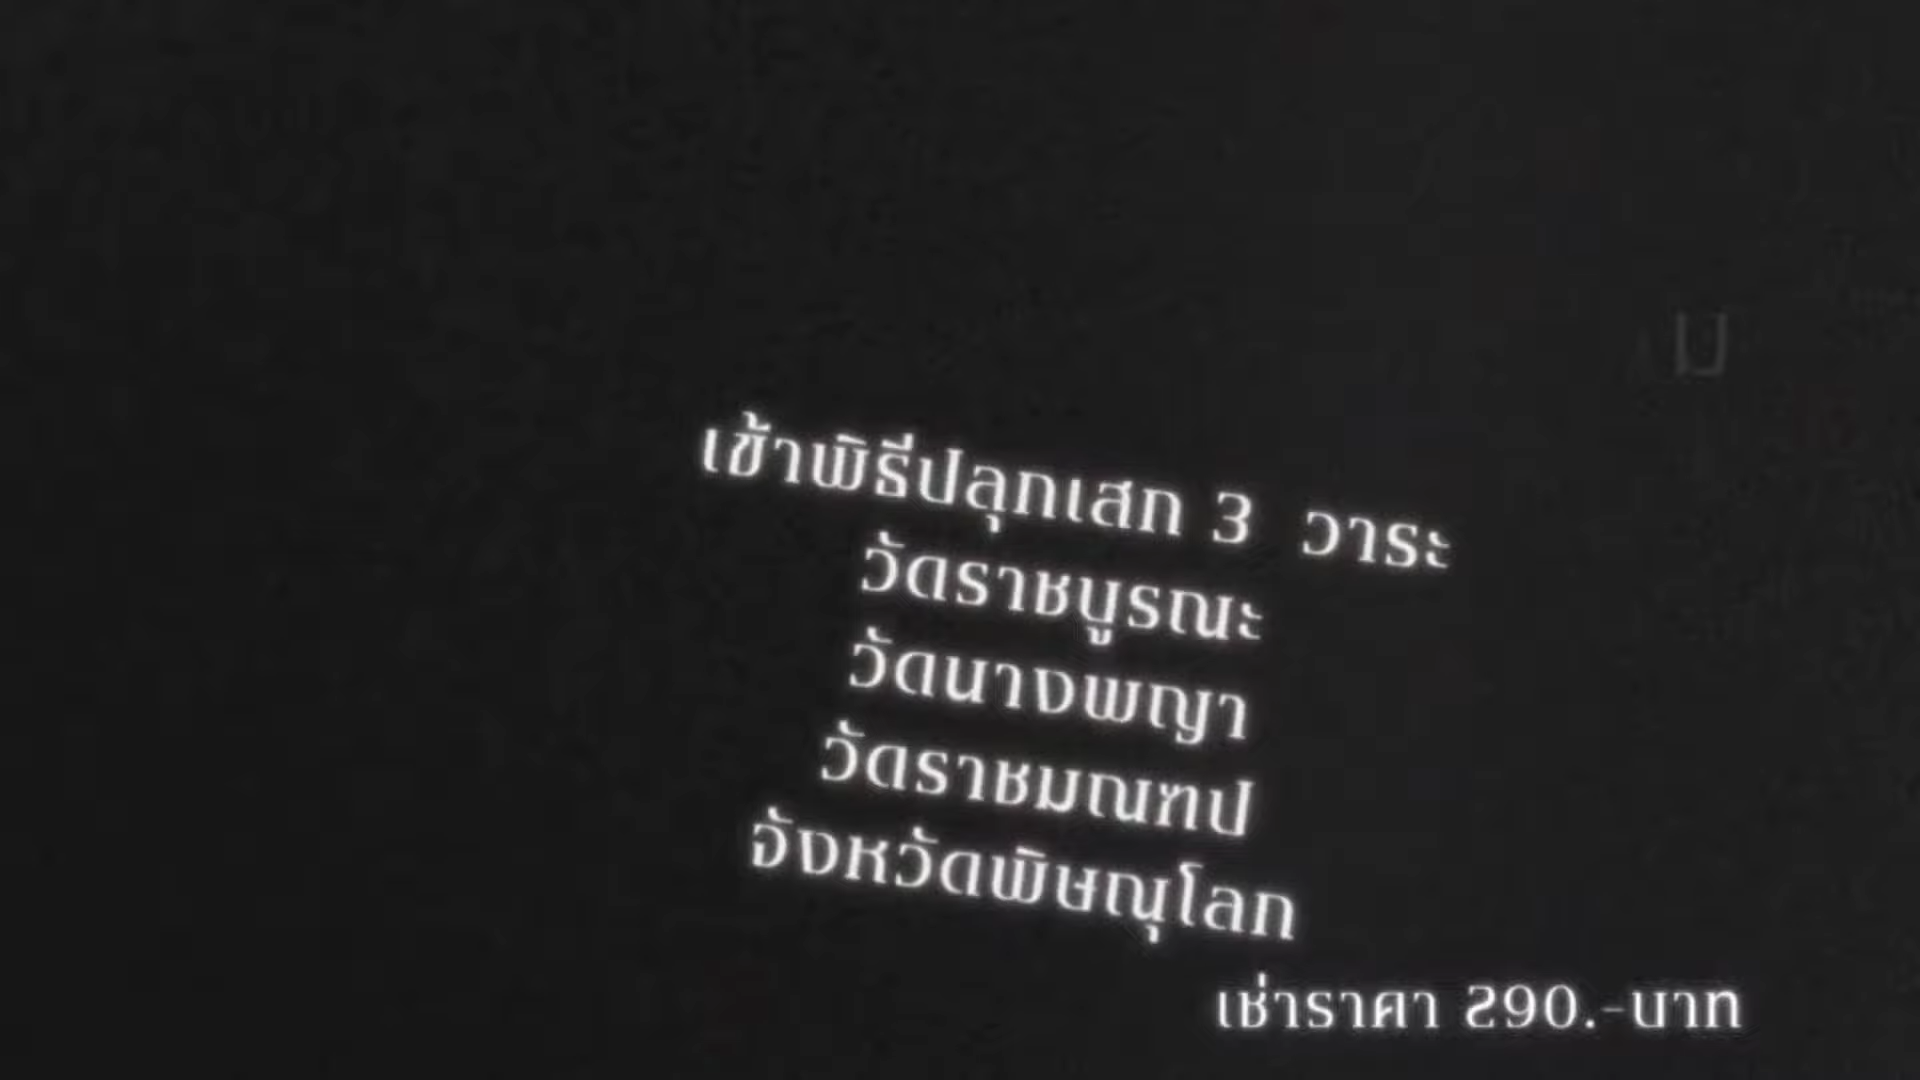 เข้าพิธีปลุกเสก 3 วาระ
วัดราชบูรณะ
วัดนางพญา
วัดราชมณฑป
จังหวัดพิษณุโลก
เช่าราคา 290.-บาท